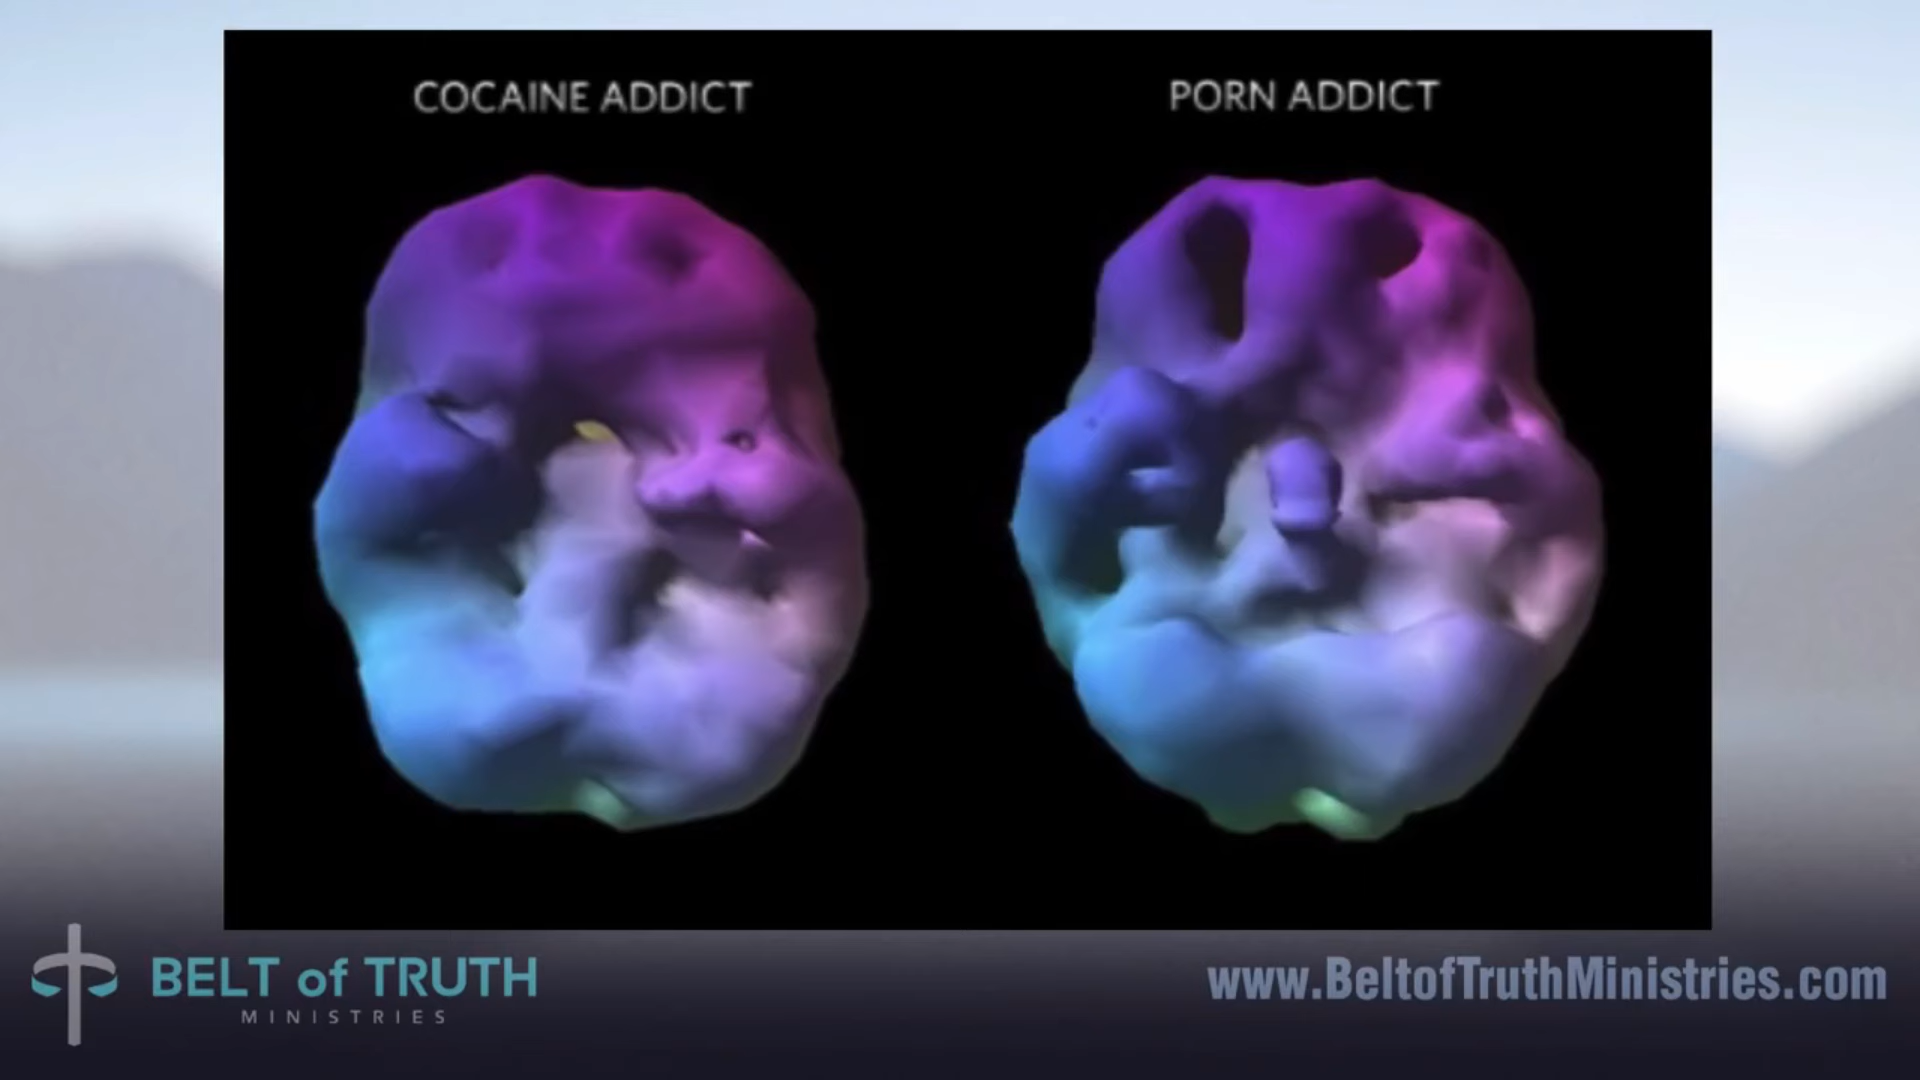 COCAINE ADDICT
PORN ADDICT
BELT of TRUTH
MINISTRIES
www.BeltofTruthMinistries.com